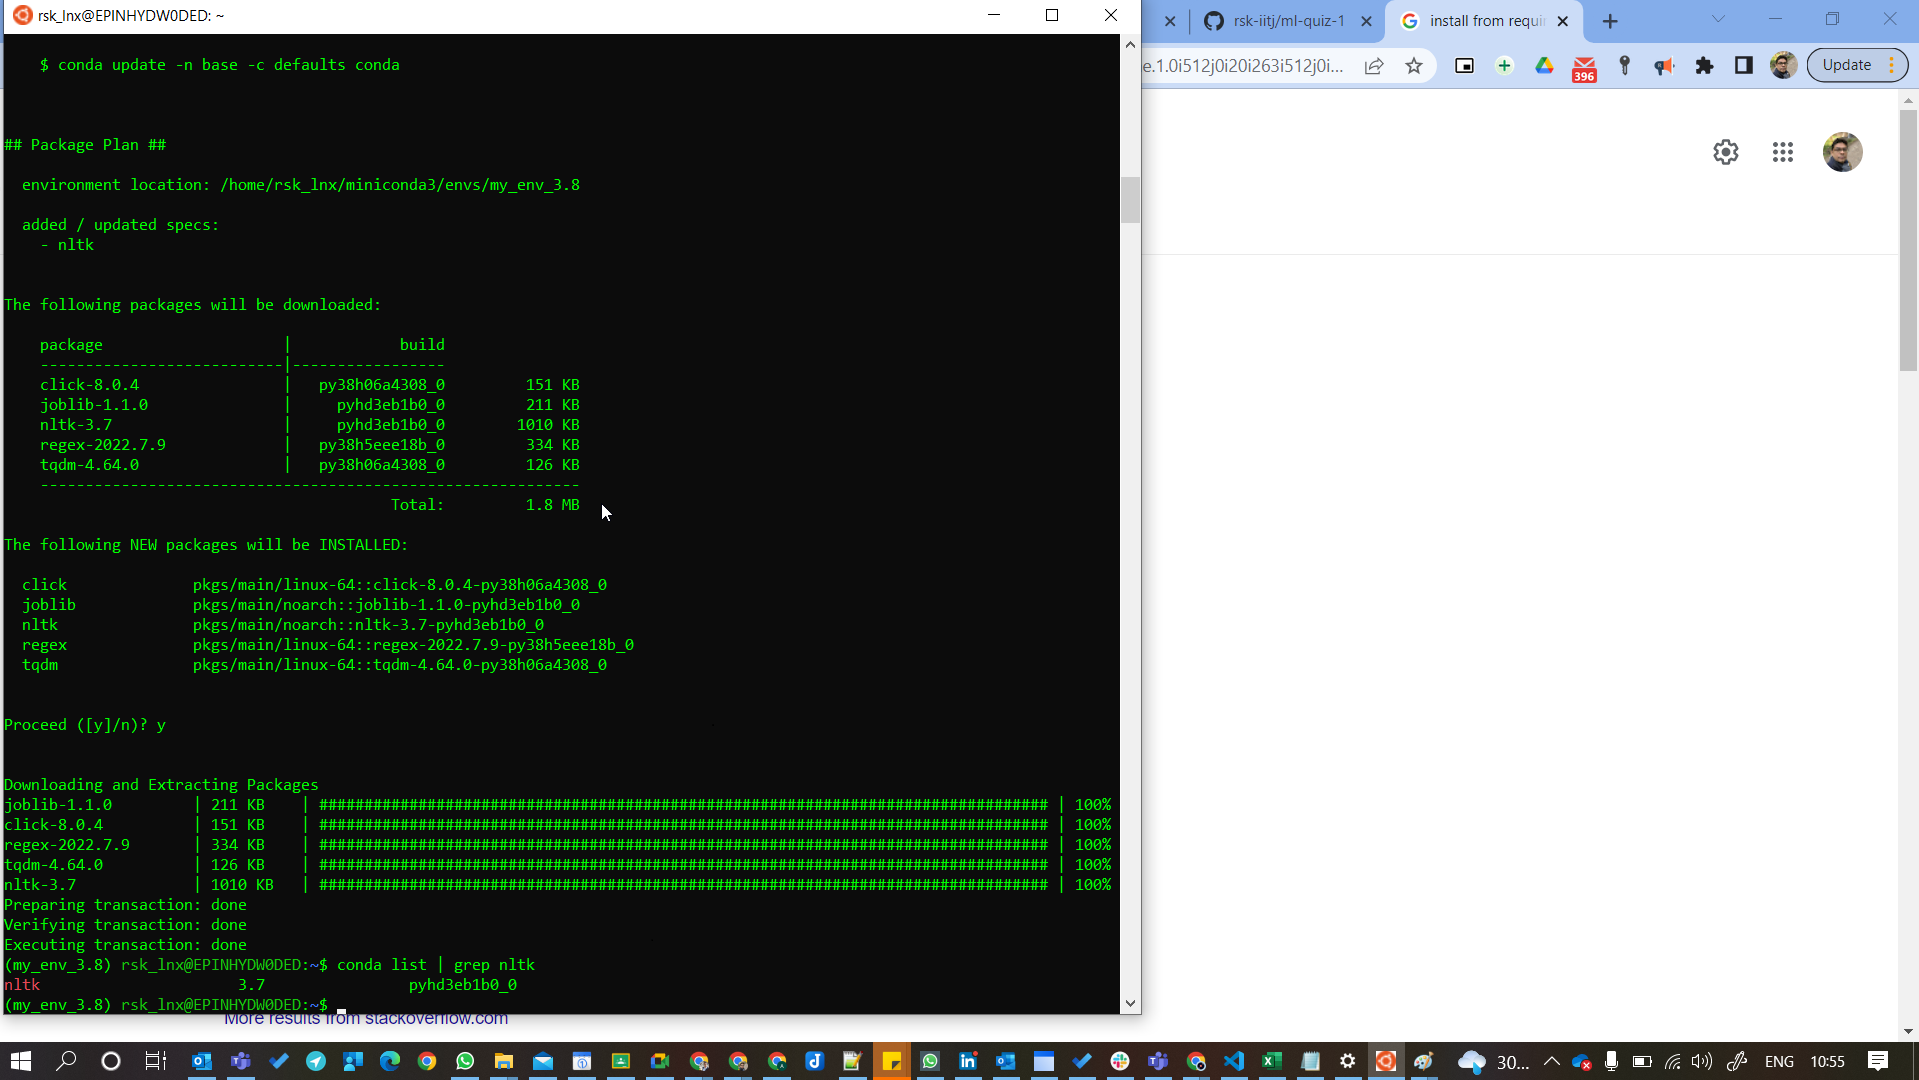 rsk_lnx@EPINHYDW0DED: ~
rsk-iitj/ml-quiz-1
install from requi
e.1.0i512j0i20i263i512j0i...
396
Update
$ conda update -n base -c defaults conda
## Package Plan ##
environment location: /home/rsk_lnx/miniconda3/envs/my_env_3.8
added / updated specs:
- nltk
The following packages will be downloaded:
package | build
---------------------------|-----------------
click-8.0.4 | py38h06a4308_0 151 KB
joblib-1.1.0 | pyhd3eb1b0_0 211 KB
nltk-3.7 | pyhd3eb1b0_0 1010 KB
regex-2022.7.9 | py38h5eee18b_0 334 KB
tqdm-4.64.0 | py38h06a4308_0 126 KB
------------------------------------------------------------
Total: 1.8 MB
The following NEW packages will be INSTALLED:
click pkgs/main/linux-64::click-8.0.4-py38h06a4308_0
joblib pkgs/main/noarch::joblib-1.1.0-pyhd3eb1b0_0
nltk pkgs/main/noarch::nltk-3.7-pyhd3eb1b0_0
regex pkgs/main/linux-64::regex-2022.7.9-py38h5eee18b_0
tqdm pkgs/main/linux-64::tqdm-4.64.0-py38h06a4308_0
Proceed ([y]/n)? y
Downloading and Extracting Packages
joblib-1.1.0 | 211 KB | ################################################################################# | 100%
click-8.0.4 | 151 KB | ################################################################################# | 100%
regex-2022.7.9 | 334 KB | ################################################################################# | 100%
tqdm-4.64.0 | 126 KB | ################################################################################# | 100%
nltk-3.7 | 1010 KB | ################################################################################# | 100%
Preparing transaction: done
Verifying transaction: done
Executing transaction: done
(my_env_3.8) rsk_lnx@EPINHYDW0DED:~$ conda list | grep nltk
nltk 3.7 pyhd3eb1b0_0
(my_env_3.8) rsk_lnx@EPINHYDW0DED:~$
More results from stackoverflow.com
30...
ENG
10:55